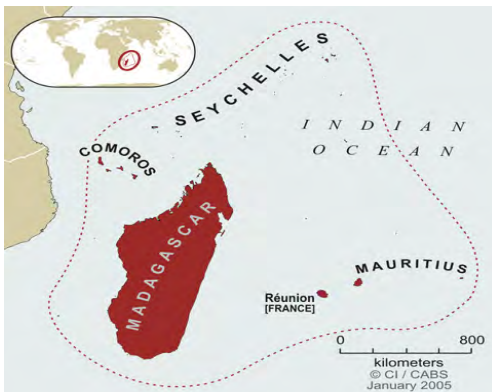 SEYCHELLES
INDIAN
OCEAN
COMOROS
MADAGASCAR
MAURITIUS
Réunion
[FRANCE]
0 800
kilometers
© CI / CABS
January 2005